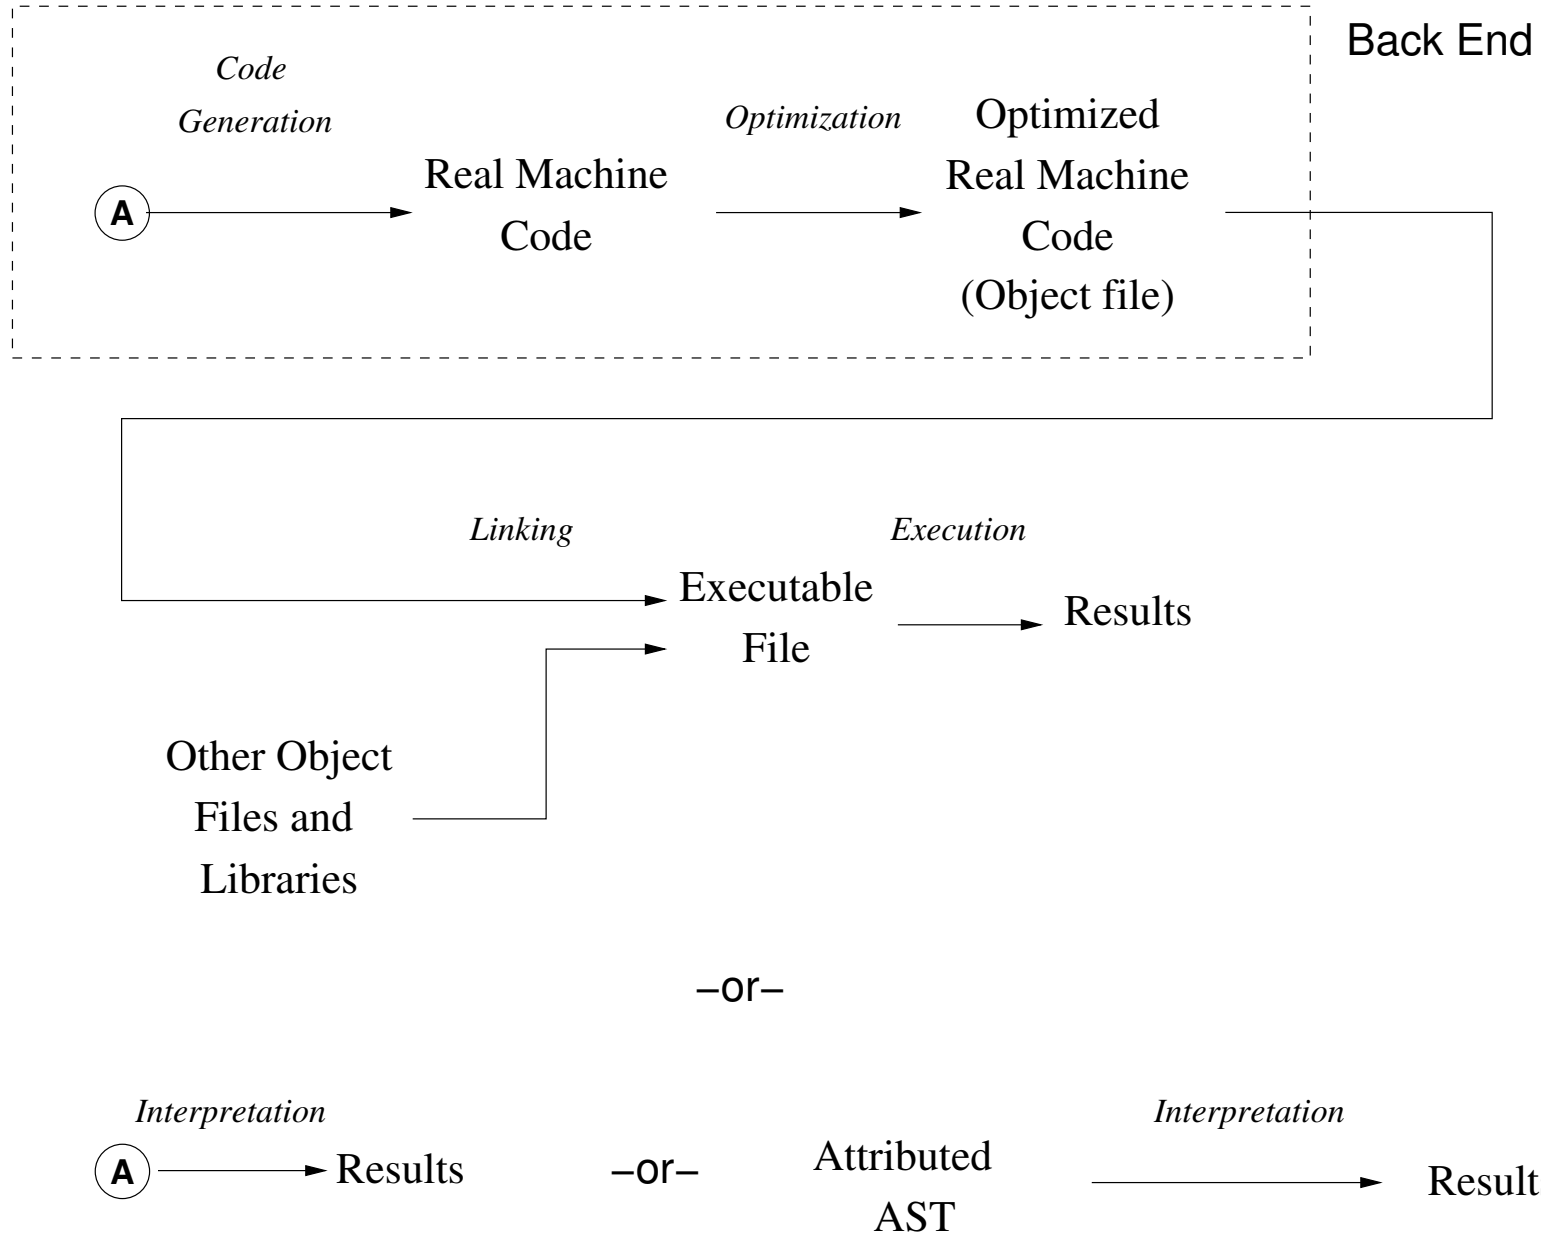 Back End
Code
Generation
Optimization
Optimized
Real Machine
Code
(Object file)
Real Machine
Code
A
Linking
Execution
Executable
File
Results
Other Object
Files and
Libraries
–or–
Interpretation
A
Results
–or–
Attributed
AST
Interpretation
Result